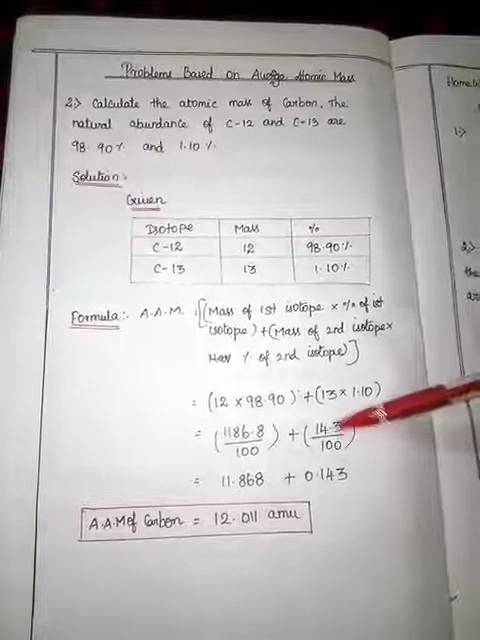 Problems Based on Average Atomic Mass
2.) Calculate the atomic mass of Carbon. The
natural abundance of C-12 and C-13 are
98.90% and 1.10%.
Solution:
Given
Isotope Mass %
C-12 12 98.90%
C-13 13 1.10%
Formula:- A.A.M. = [(Mass of 1st isotope × % of 1st
isotope) + (Mass of 2nd isotope ×
% of 2nd isotope)]
= (12 × 98.90) + (13 × 1.10)
= (1186.8/100) + (14.3/100)
= 11.868 + 0.143
A.A.M of Carbon = 12.011 amu
1.)
2.)
the